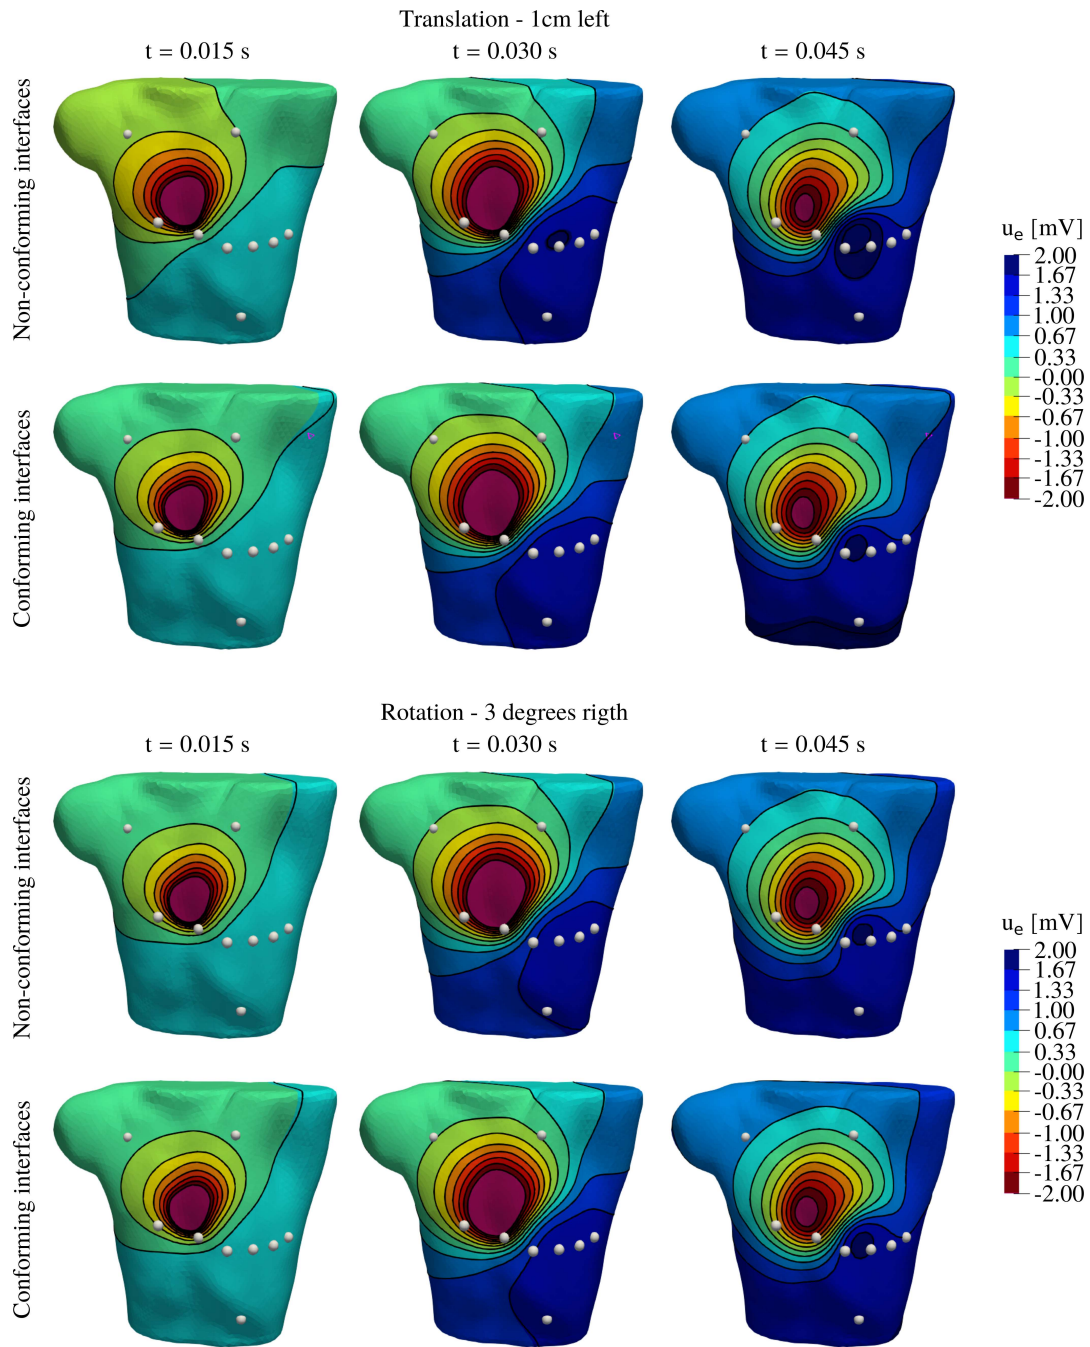 Translation - 1cm left
t = 0.015 s
t = 0.030 s
t = 0.045 s
Non-conforming interfaces
Conforming interfaces
u_e [mV]
2.00
1.67
1.33
1.00
0.67
0.33
-0.00
-0.33
-0.67
-1.00
-1.33
-1.67
-2.00
Rotation - 3 degrees rigth
t = 0.015 s
t = 0.030 s
t = 0.045 s
Non-conforming interfaces
Conforming interfaces
u_e [mV]
2.00
1.67
1.33
1.00
0.67
0.33
-0.00
-0.33
-0.67
-1.00
-1.33
-1.67
-2.00